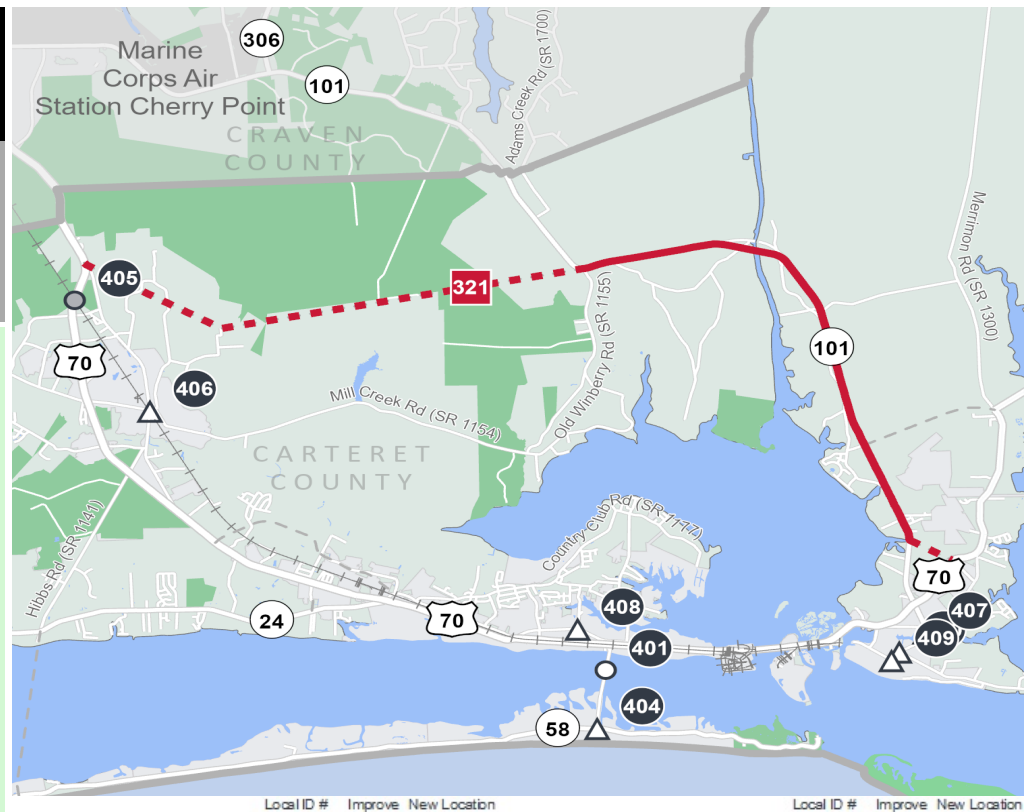 306
Marine
Corps Air
Station Cherry Point
101
Adams Creek Rd (SR 1700)
CRAVEN
COUNTY
Merrimon Rd (SR 1300)
405
321
Old Winberry Rd (SR 1155)
101
70
406
Mill Creek Rd (SR 1154)
CARTERET
COUNTY
Hibbs Rd (SR 1141)
Country Club Rd (SR 1177)
70
24
70
408
407
409
401
404
58
Local ID # Improve New Location
Local ID # Improve New Location